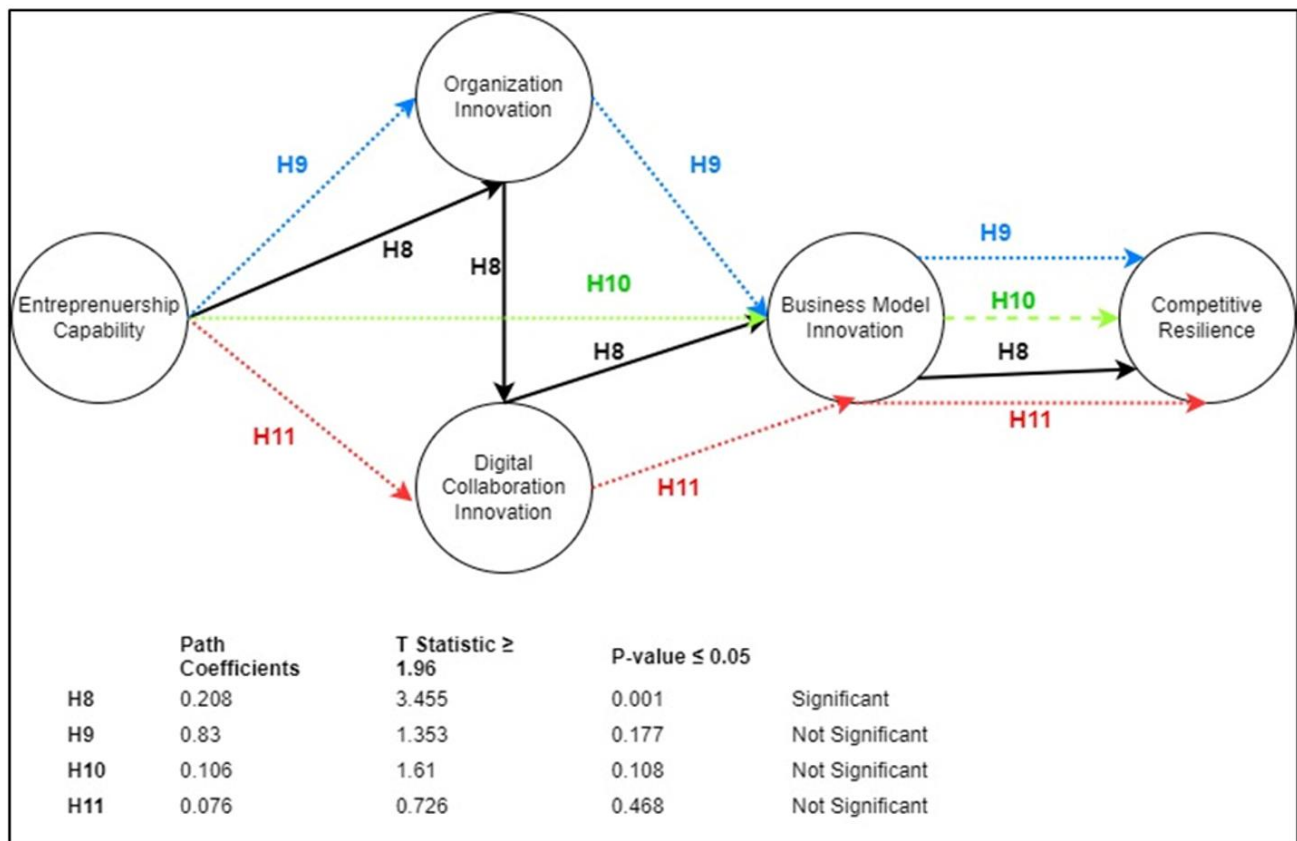 Organization
Innovation
H9
H9
H8
H8
H9
H10
Entreprenuership
Capability
Business Model
Innovation
H10
Competitive
Resilience
H8
H8
H11
H11
H11
Digital
Collaboration
Innovation
Path
Coefficients
T Statistic ≥
1.96
P-value ≤ 0.05
H8 0.208 3.455 0.001 Significant
H9 0.83 1.353 0.177 Not Significant
H10 0.106 1.61 0.108 Not Significant
H11 0.076 0.726 0.468 Not Significant